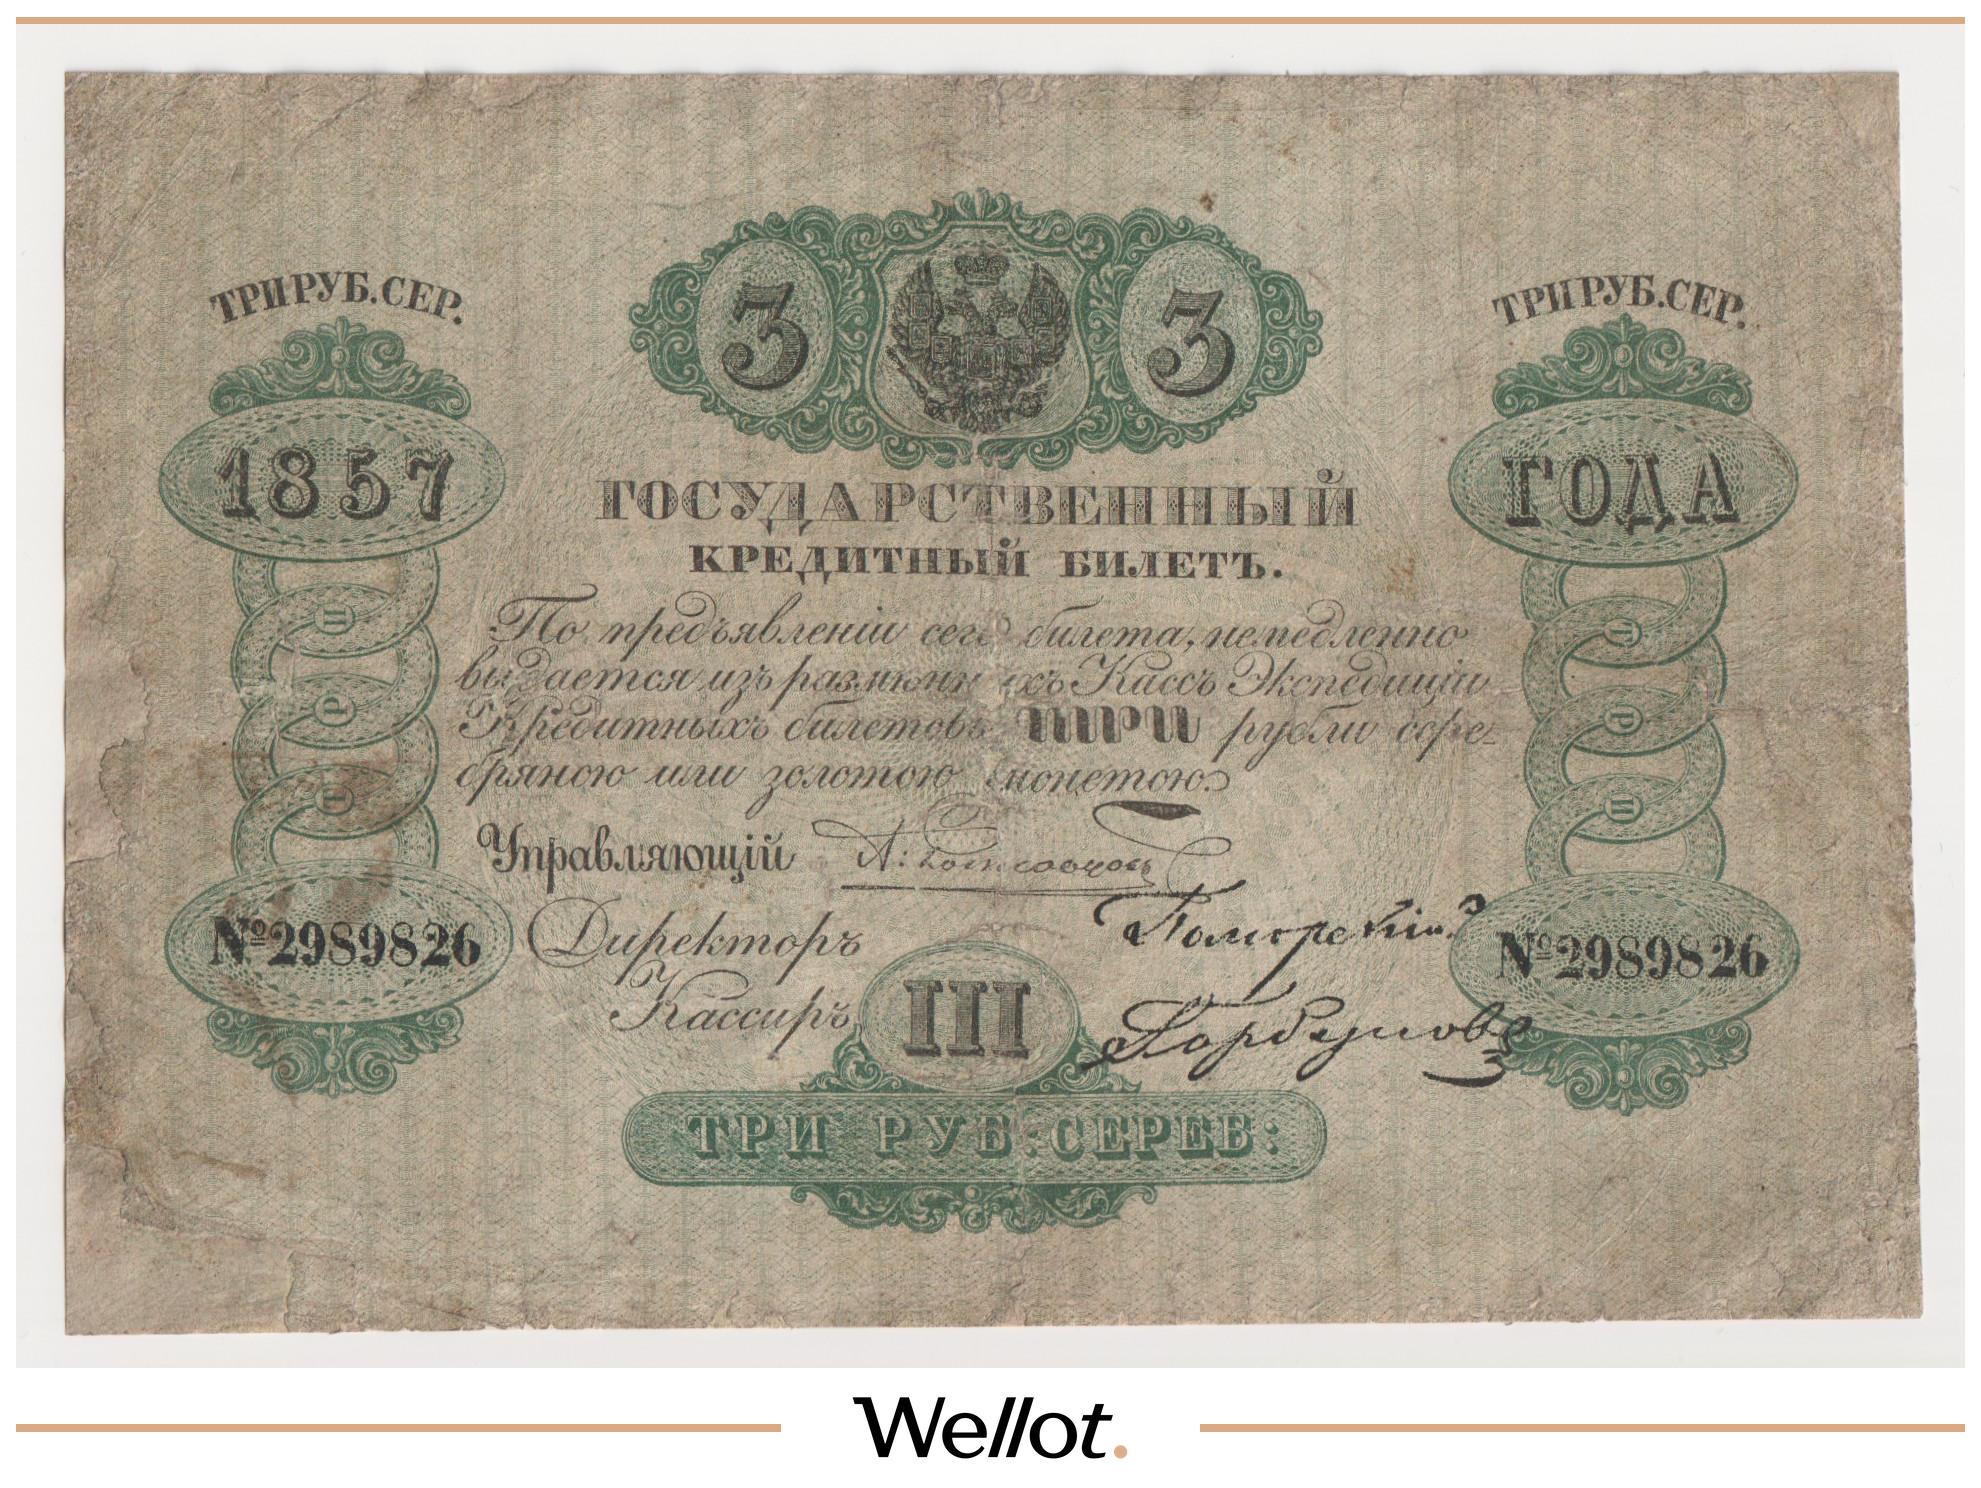 ТРИ РУБ. СЕР.
ТРИ РУБ. СЕР.
3 3
1857
ГОДА
ГОСУДАРСТВЕННЫЙ
КРЕДИТНЫЙ БИЛЕТЪ.
По предъявленіи сего билета, немедленно
выдается изъ размѣнныхъ Кассъ Экспедиціи
Кредитныхъ билетовъ ТРИ рубли сере-
бряною или золотою монетою.
Т Р И
Т Р И
Управляющій
Директоръ
Кассиръ
Горбуновъ
№2989826
№2989826
III
ТРИ РУБ: СЕРЕБ:
Wellot.